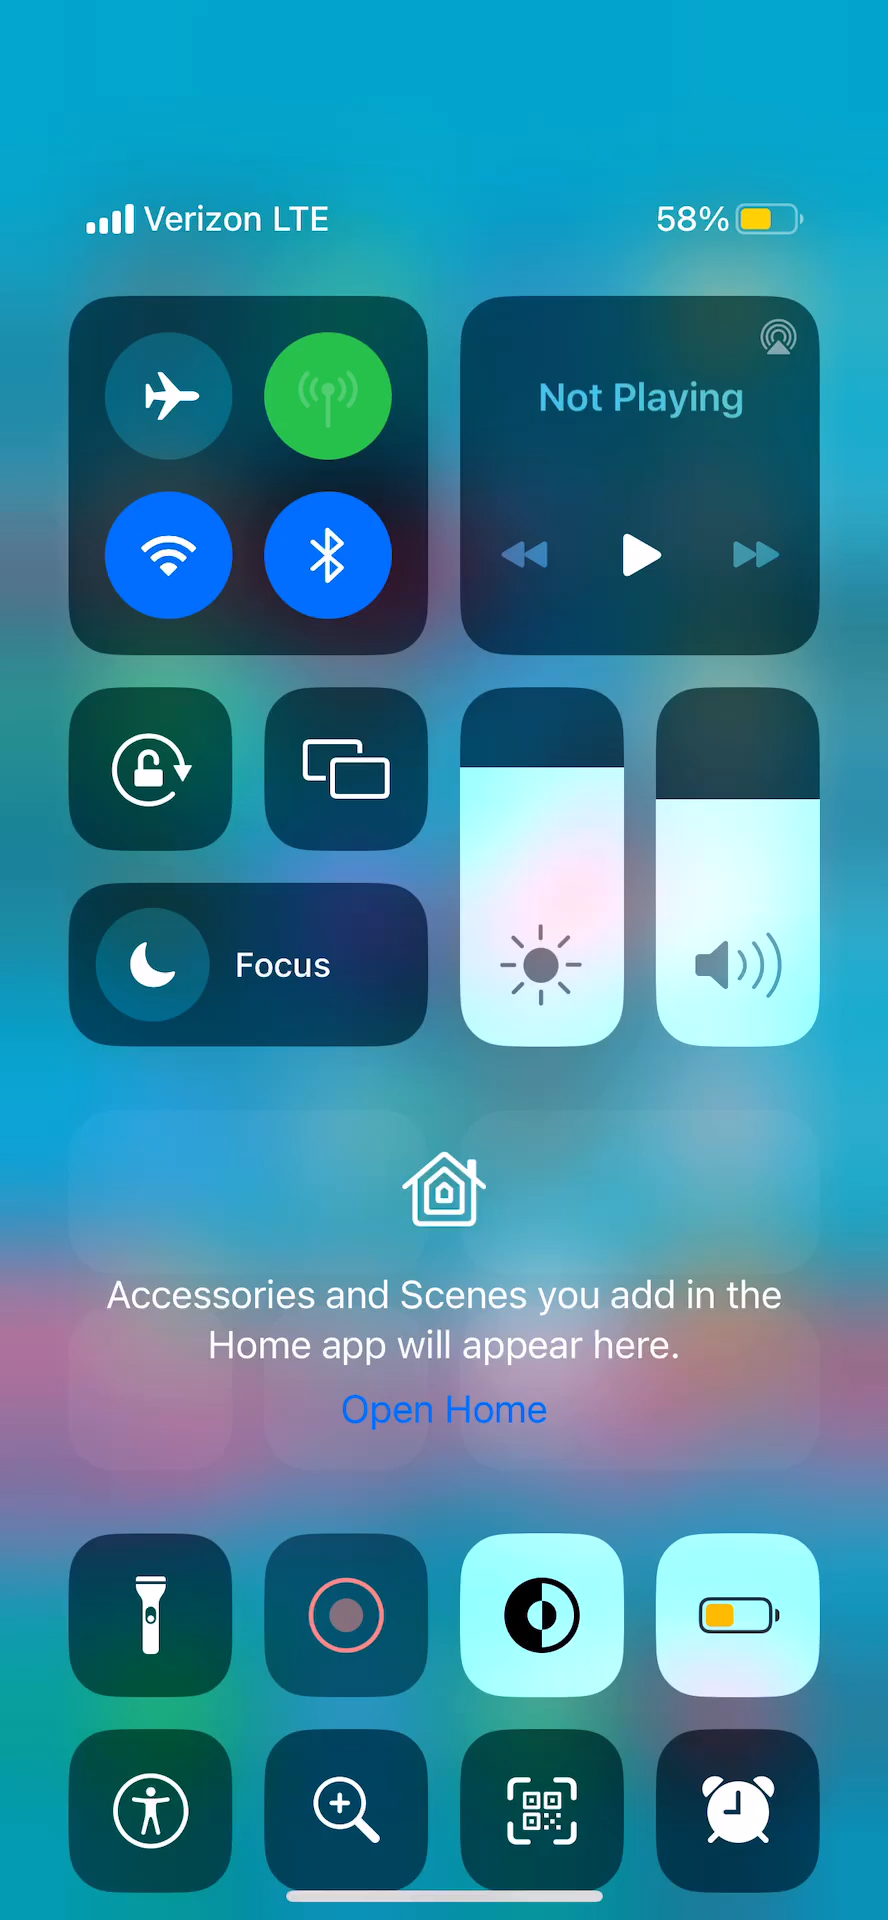 Verizon LTE
58%
Not Playing
Focus
Accessories and Scenes you add in the
Home app will appear here.
Open Home